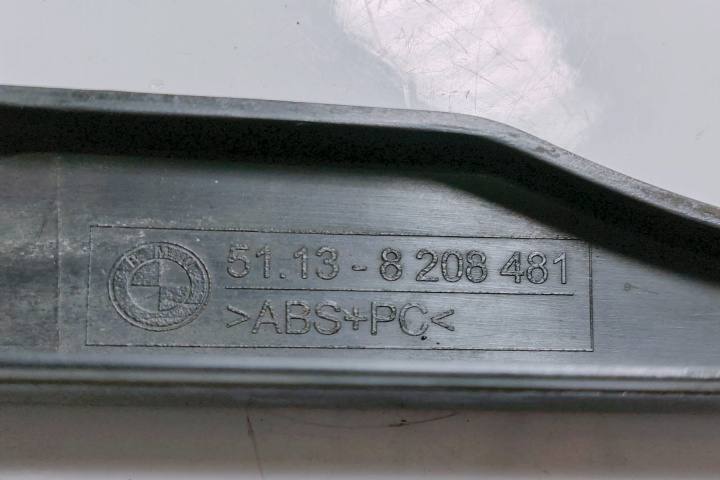 BMW
51.13 - 8 208 481
>ABS+PC<